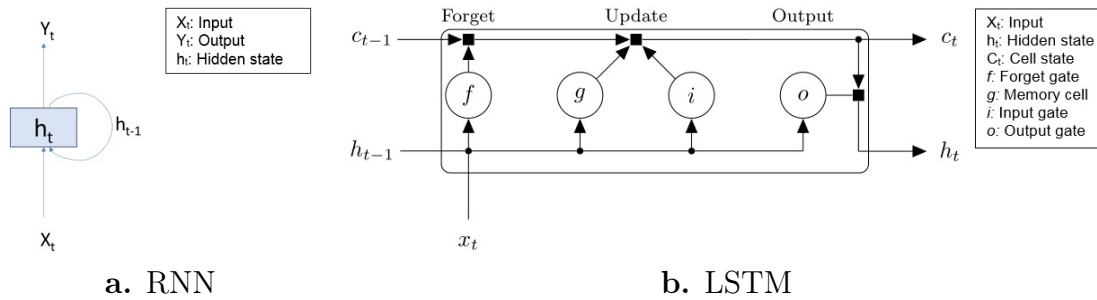 Yt
Xt: Input
Yt: Output
ht: Hidden state
ht
ht-1
Xt
a. RNN
Forget Update Output
ct−1
ct
f
g
i
o
ht−1
ht
xt
Xt: Input
ht: Hidden state
Ct: Cell state
f: Forget gate
g: Memory cell
i: Input gate
o: Output gate
b. LSTM